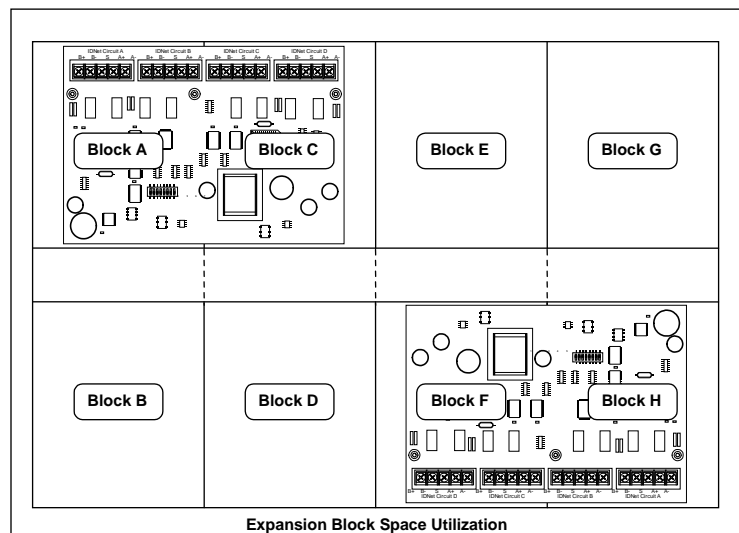 IDNet Circuit A IDNet Circuit B IDNet Circuit C IDNet Circuit D
B+ B- S A+ A- B+ B- S A+ A- B+ B- S A+ A- B+ B- S A+ A-
Block A Block C Block E Block G
Block B Block D Block F Block H
B+ B- S A+ A- B+ B- S A+ A- B+ B- S A+ A- B+ B- S A+ A-
IDNet Circuit D IDNet Circuit C IDNet Circuit B IDNet Circuit A
Expansion Block Space Utilization